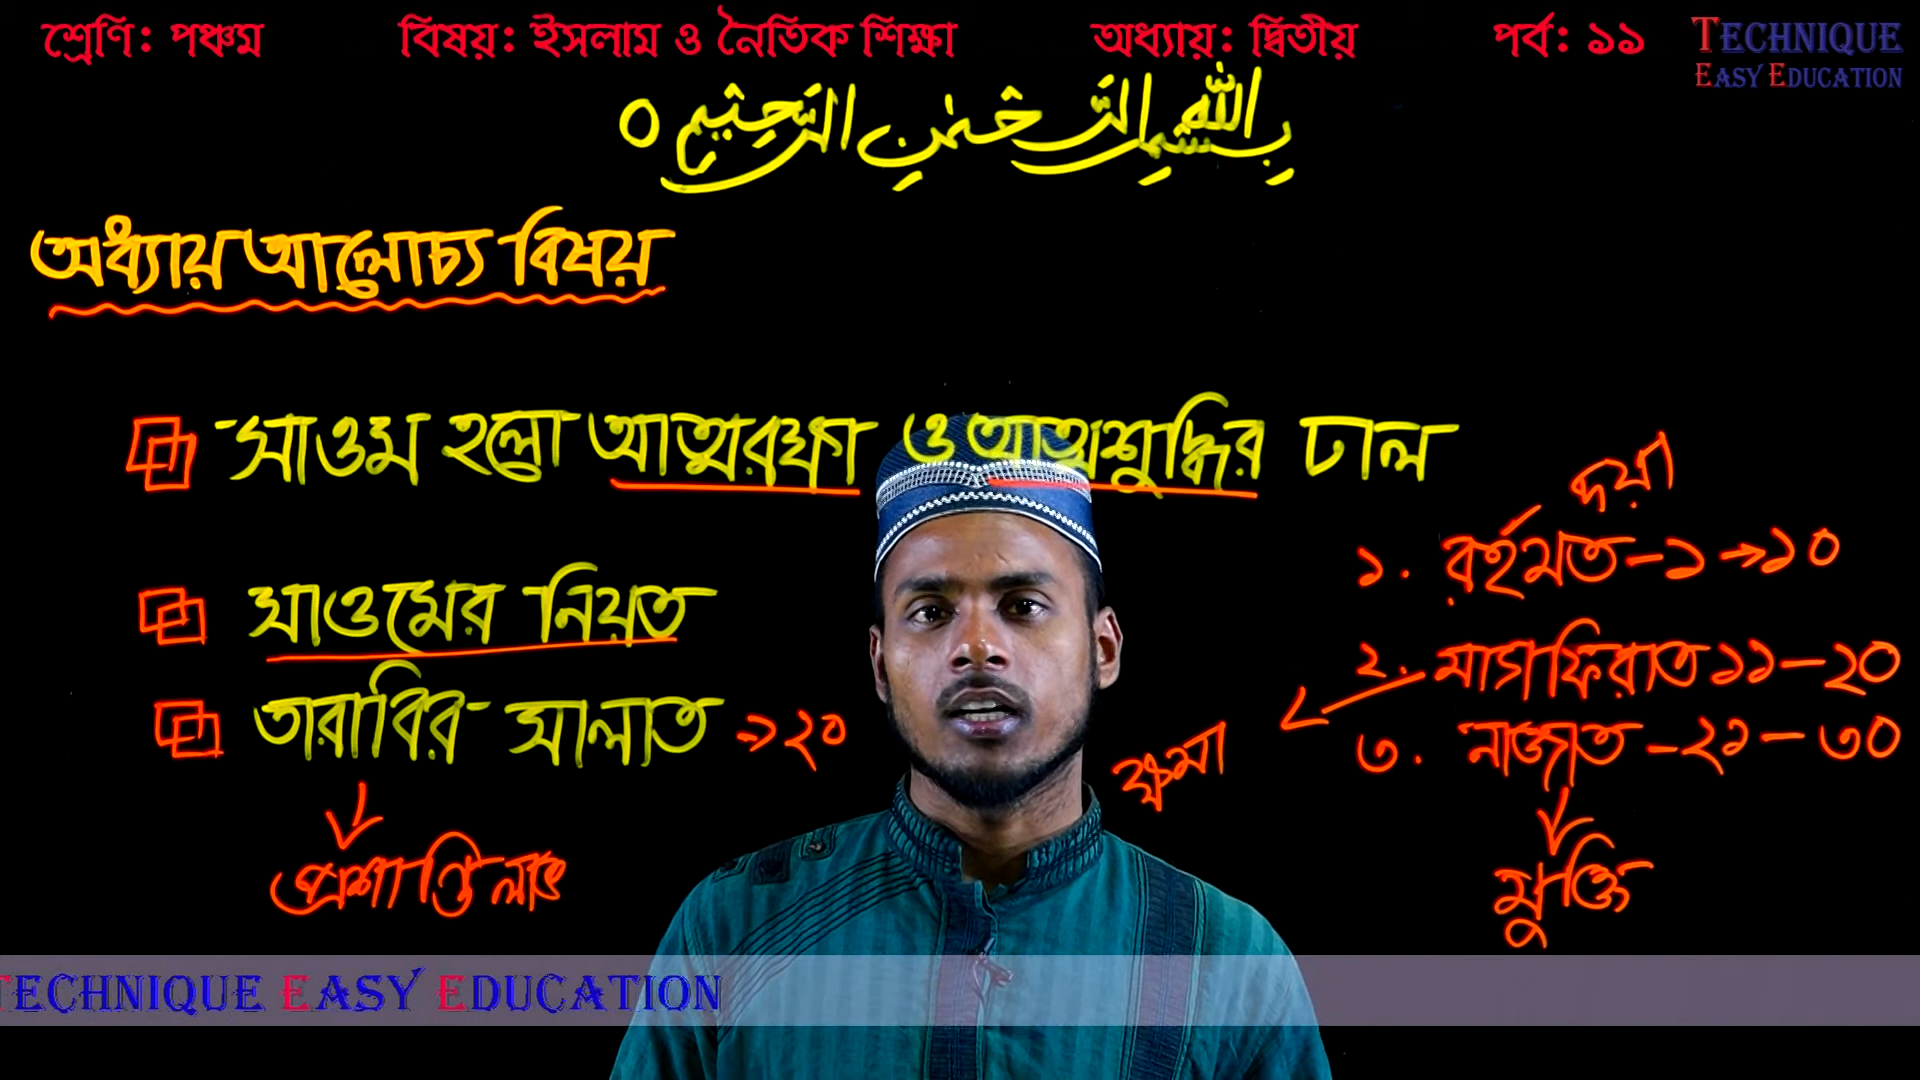 শ্রেণি: পঞ্চম বিষয়: ইসলাম ও নৈতিক শিক্ষা অধ্যায়: দ্বিতীয় পর্ব: ১১ TECHNIQUE
EASY EDUCATION
بِسْمِ اللهِ الرَّحْمٰنِ الرَّحِيْمِ ০
অধ্যায় আলোচ্য বিষয়
সাওম হলো আত্মরক্ষা ও আত্মশুদ্ধির ঢাল
দয়া
১. রহমত - ১ → ১০
সাওমের নিয়ত
২. মাগফিরাত ১১ - ২০
তারাবির সালাত → ২০
ক্ষমা
৩. নাজাত - ২১ - ৩০
প্রশান্তি লাভ
মুক্তি
TECHNIQUE EASY EDUCATION